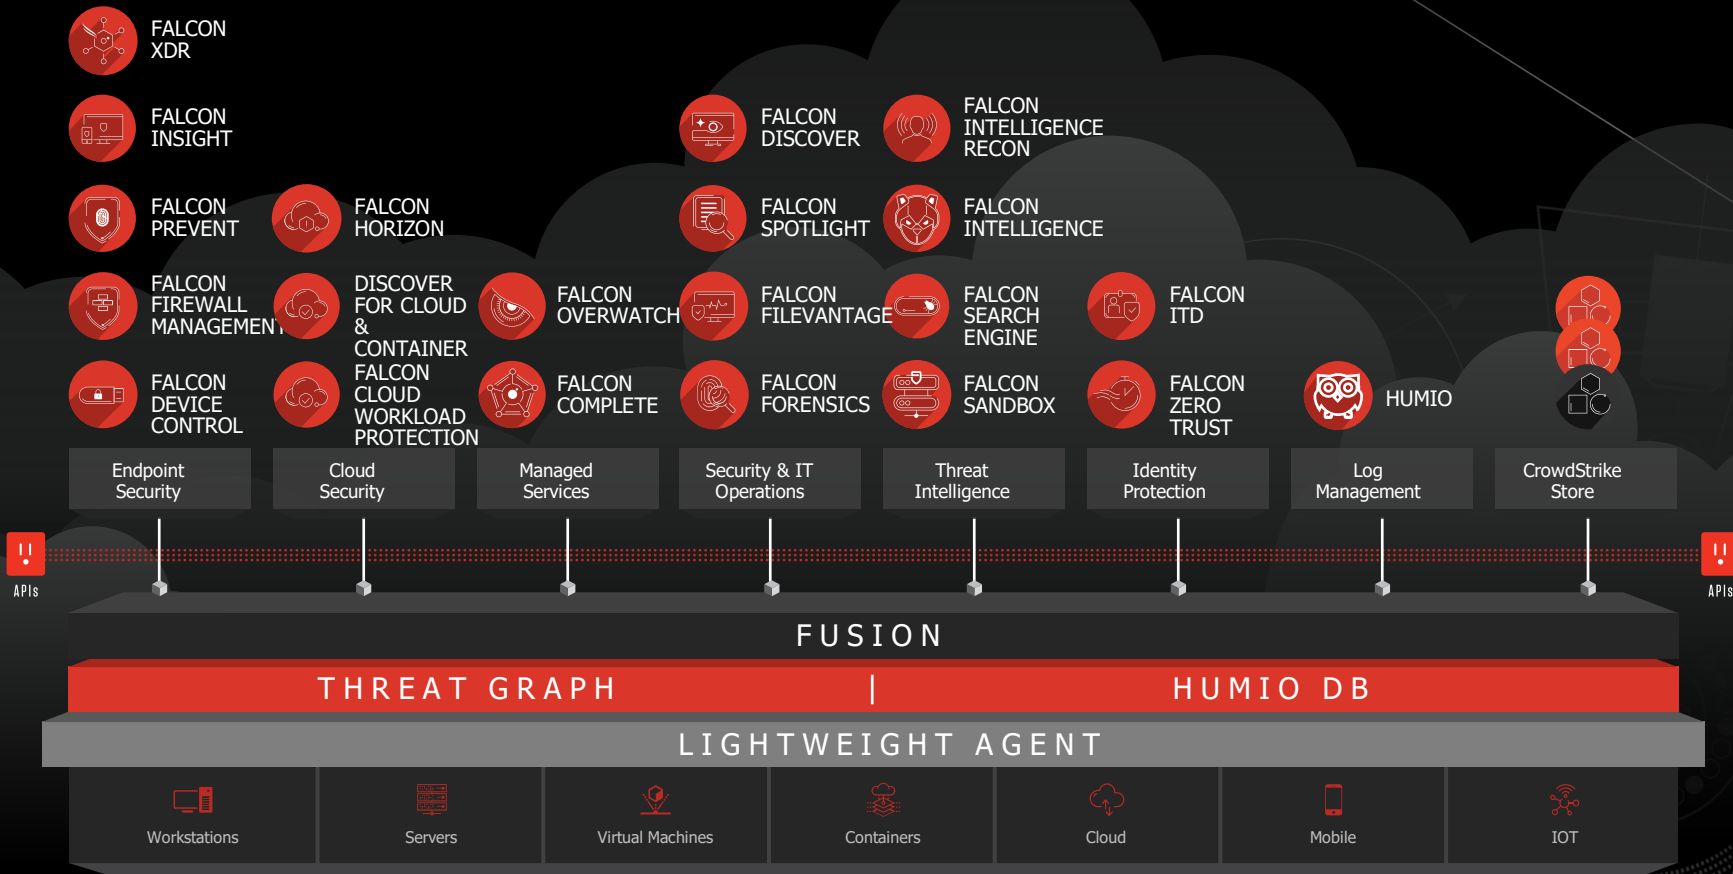 FALCON
XDR
FALCON
INSIGHT
FALCON
DISCOVER
FALCON
INTELLIGENCE
RECON
FALCON
PREVENT
FALCON
HORIZON
FALCON
SPOTLIGHT
FALCON
INTELLIGENCE
FALCON
FIREWALL
MANAGEMENT
DISCOVER
FOR CLOUD
&
CONTAINER
FALCON
OVERWATCH
FALCON
FILEVANTAGE
FALCON
SEARCH
ENGINE
FALCON
ITD
FALCON
DEVICE
CONTROL
FALCON
CLOUD
WORKLOAD
PROTECTION
FALCON
COMPLETE
FALCON
FORENSICS
FALCON
SANDBOX
FALCON
ZERO
TRUST
HUMIO
Endpoint
Security
Cloud
Security
Managed
Services
Security & IT
Operations
Threat
Intelligence
Identity
Protection
Log
Management
CrowdStrike
Store
APIs
APIs
FUSION
THREAT GRAPH | HUMIO DB
LIGHTWEIGHT AGENT
Workstations
Servers
Virtual Machines
Containers
Cloud
Mobile
IOT